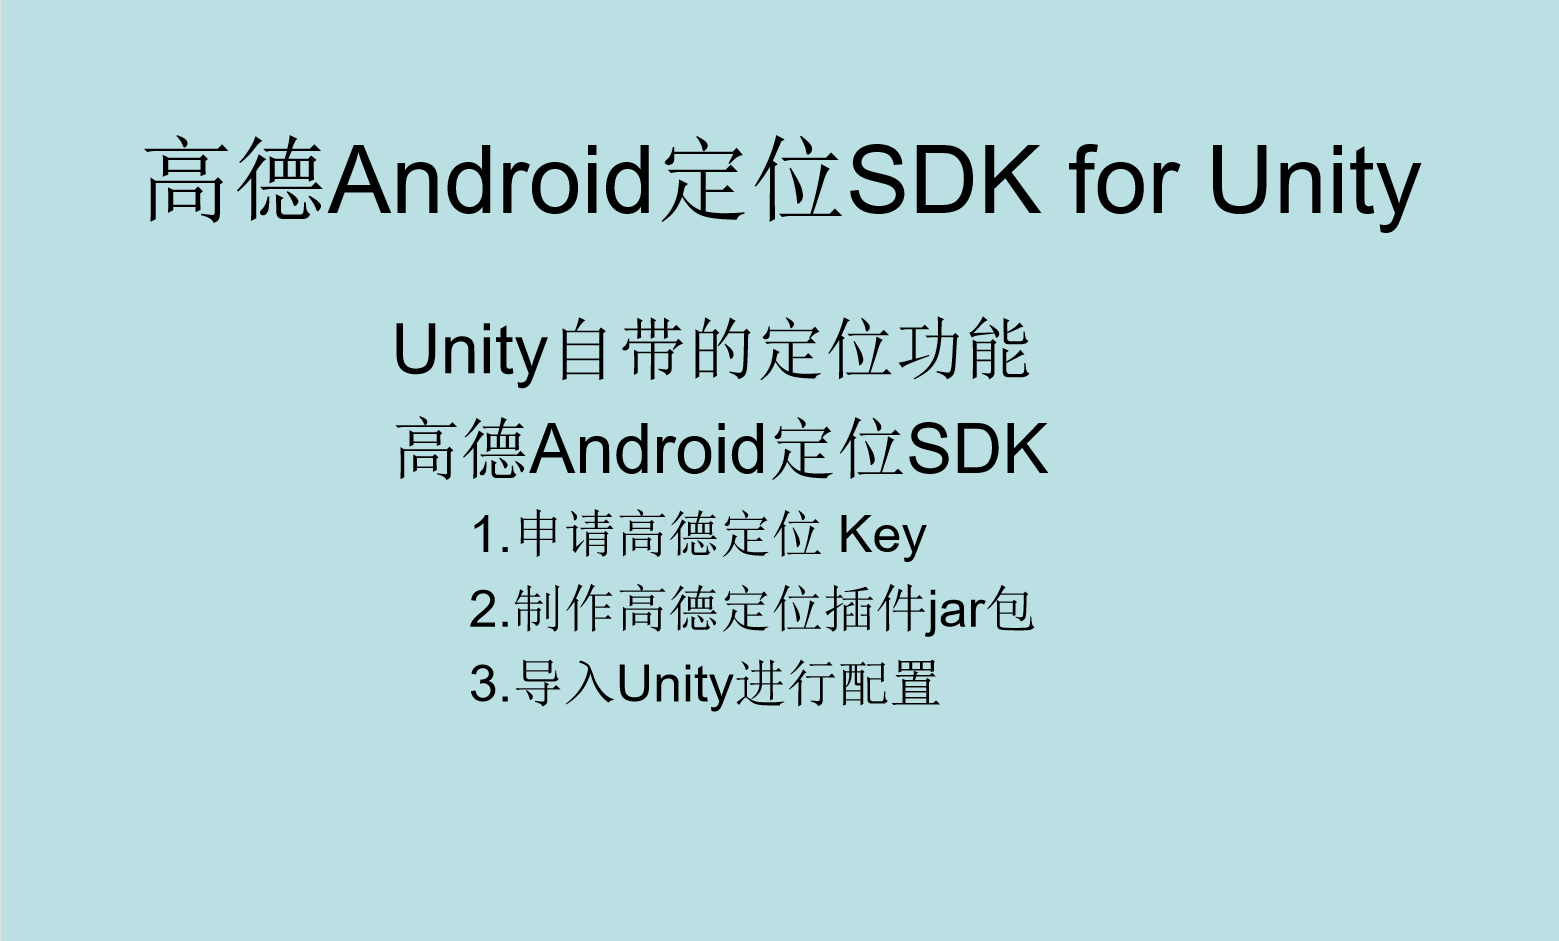 高德Android定位SDK for Unity
Unity自带的定位功能
高德Android定位SDK
1.申请高德定位 Key
2.制作高德定位插件jar包
3.导入Unity进行配置